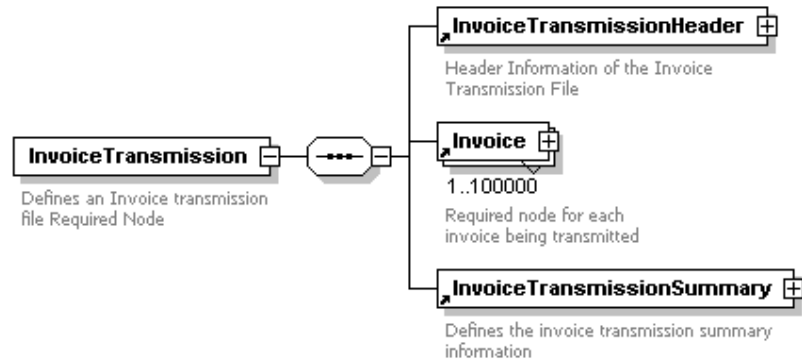 InvoiceTransmissionHeader
Header Information of the Invoice
Transmission File
InvoiceTransmission
Defines an Invoice transmission
file Required Node
Invoice
1..100000
Required node for each
invoice being transmitted
InvoiceTransmissionSummary
Defines the invoice transmission summary
information